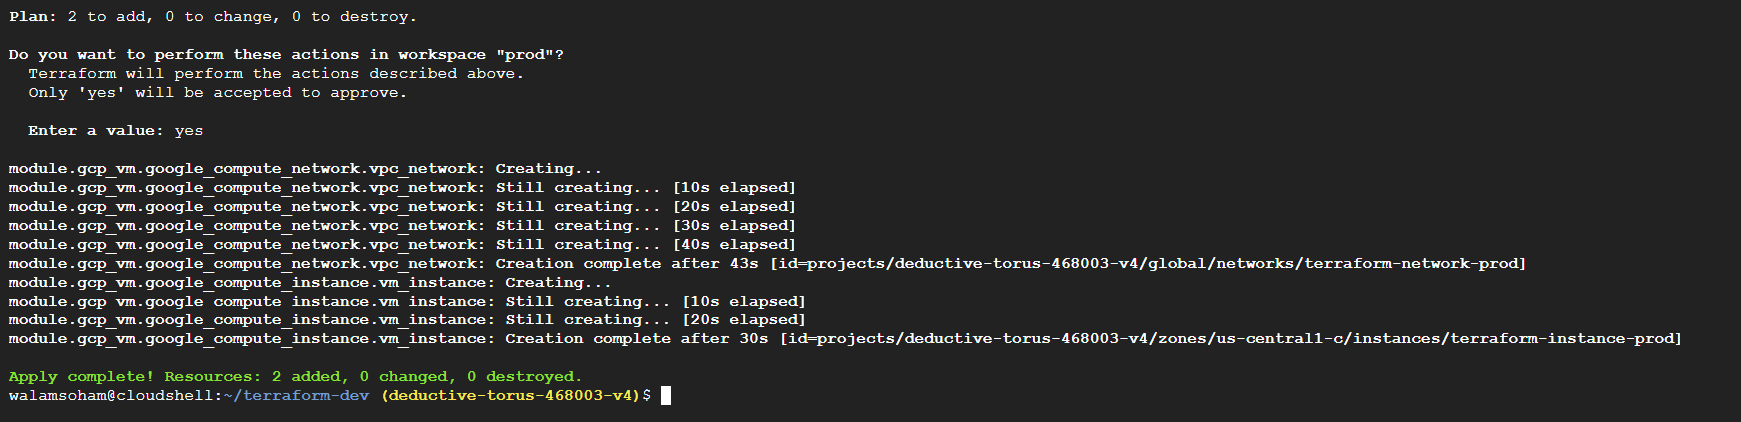 Plan: 2 to add, 0 to change, 0 to destroy.
Do you want to perform these actions in workspace "prod"?
Terraform will perform the actions described above.
Only 'yes' will be accepted to approve.
Enter a value: yes
module.gcp_vm.google_compute_network.vpc_network: Creating...
module.gcp_vm.google_compute_network.vpc_network: Still creating... [10s elapsed]
module.gcp_vm.google_compute_network.vpc_network: Still creating... [20s elapsed]
module.gcp_vm.google_compute_network.vpc_network: Still creating... [30s elapsed]
module.gcp_vm.google_compute_network.vpc_network: Still creating... [40s elapsed]
module.gcp_vm.google_compute_network.vpc_network: Creation complete after 43s [id=projects/deductive-torus-468003-v4/global/networks/terraform-network-prod]
module.gcp_vm.google_compute_instance.vm_instance: Creating...
module.gcp_vm.google_compute_instance.vm_instance: Still creating... [10s elapsed]
module.gcp_vm.google_compute_instance.vm_instance: Still creating... [20s elapsed]
module.gcp_vm.google_compute_instance.vm_instance: Creation complete after 30s [id=projects/deductive-torus-468003-v4/zones/us-central1-c/instances/terraform-instance-prod]
Apply complete! Resources: 2 added, 0 changed, 0 destroyed.
walamsoham@cloudshell:~/terraform-dev (deductive-torus-468003-v4)$